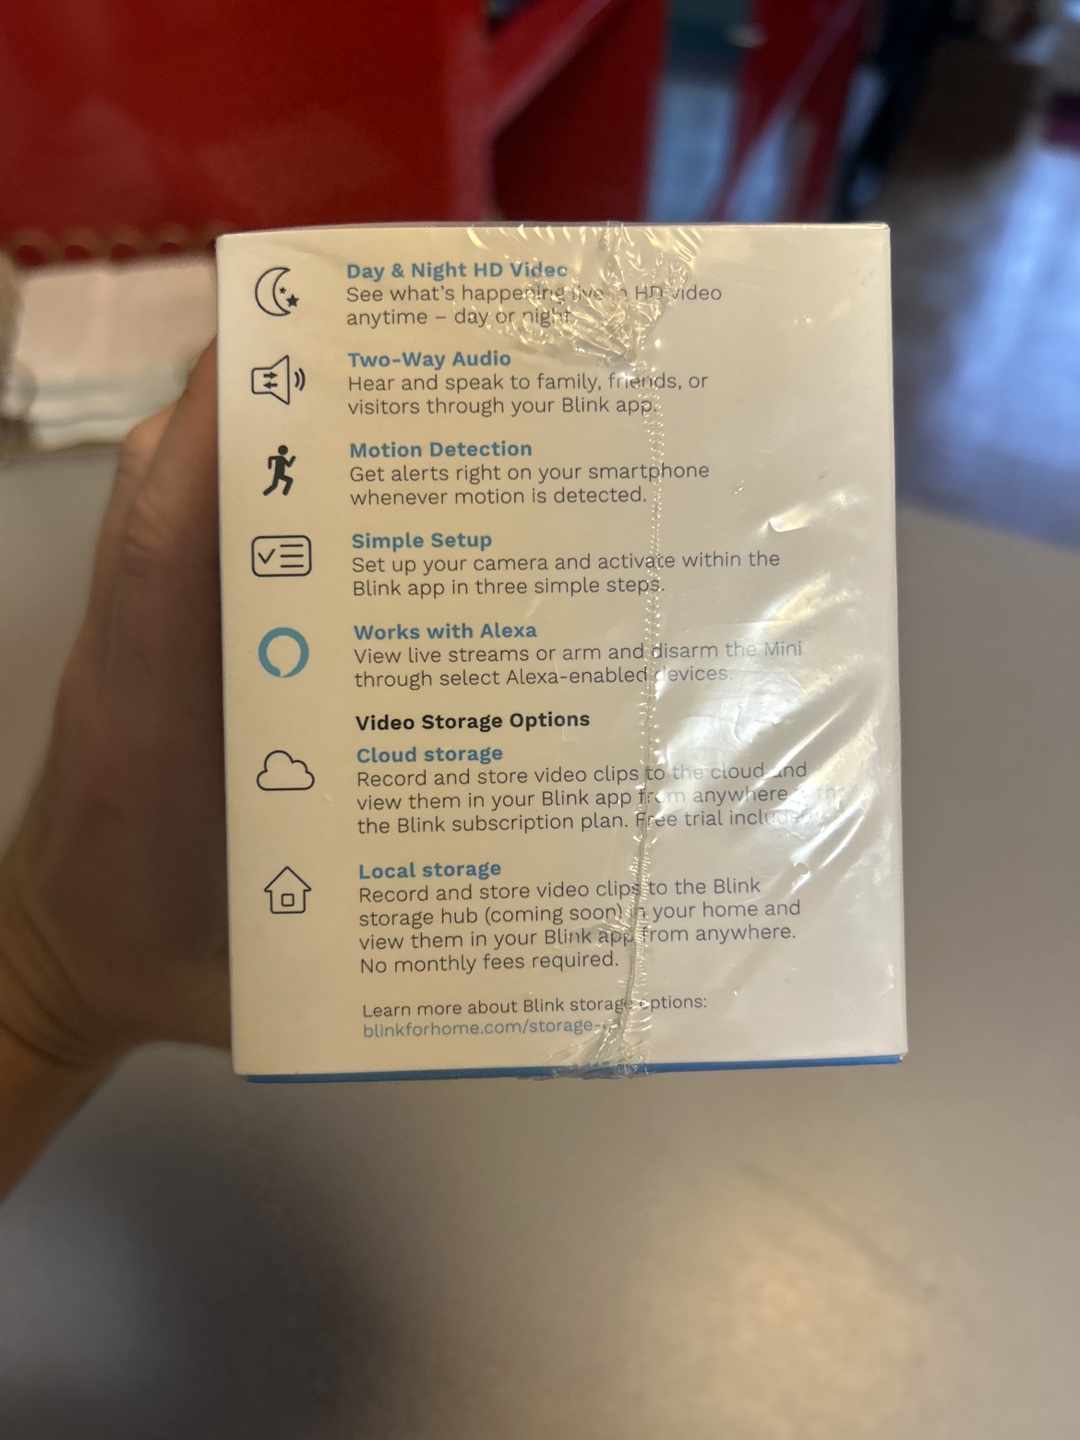 Day & Night HD Video
See what's happening live in HD video
anytime – day or night.
Two-Way Audio
Hear and speak to family, friends, or
visitors through your Blink app.
Motion Detection
Get alerts right on your smartphone
whenever motion is detected.
Simple Setup
Set up your camera and activate within the
Blink app in three simple steps.
Works with Alexa
View live streams or arm and disarm the Mini
through select Alexa-enabled devices.
Video Storage Options
Cloud storage
Record and store video clips to the cloud and
view them in your Blink app from anywhere with
the Blink subscription plan. Free trial included.
Local storage
Record and store video clips to the Blink
storage hub (coming soon) in your home and
view them in your Blink app from anywhere.
No monthly fees required.
Learn more about Blink storage options: